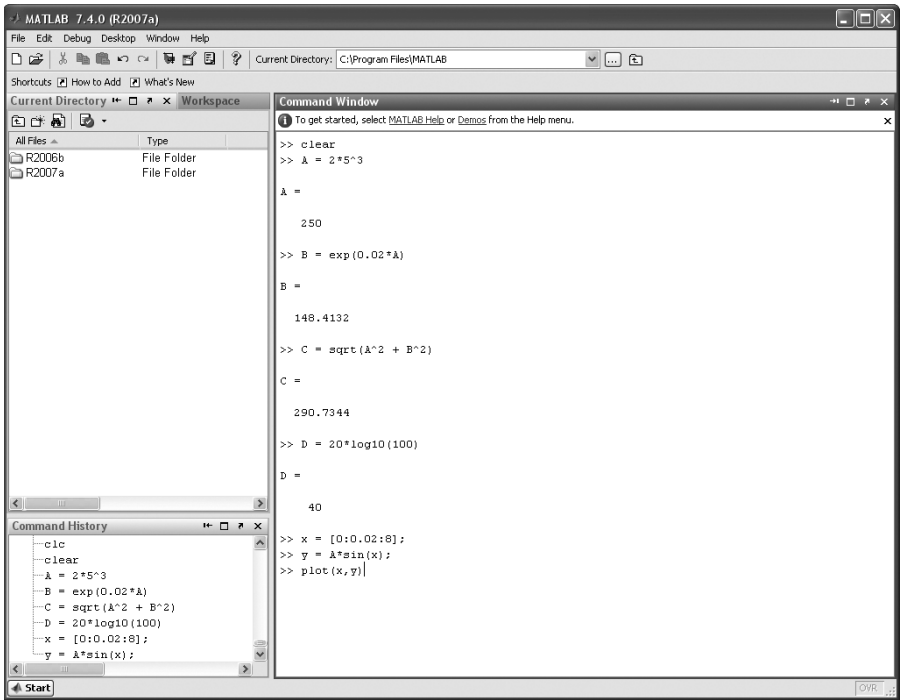 MATLAB 7.4.0 (R2007a)
File Edit Debug Desktop Window Help
Current Directory: C:\Program Files\MATLAB
Shortcuts How to Add What's New
Current Directory Workspace
All Files Type
R2006b File Folder
R2007a File Folder
Command History
clc
clear
A = 2*5^3
B = exp(0.02*A)
C = sqrt(A^2 + B^2)
D = 20*log10(100)
x = [0:0.02:8];
y = A*sin(x);
Command Window
To get started, select MATLAB Help or Demos from the Help menu.
>> clear
>> A = 2*5^3
A =
250
>> B = exp(0.02*A)
B =
148.4132
>> C = sqrt(A^2 + B^2)
C =
290.7344
>> D = 20*log10(100)
D =
40
>> x = [0:0.02:8];
>> y = A*sin(x);
>> plot(x,y)
Start
OVR